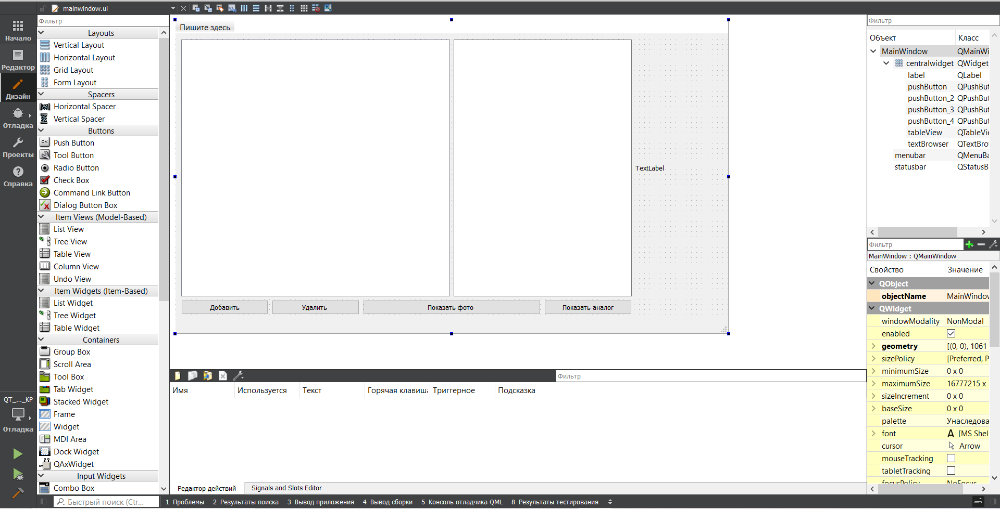 mainwindow.ui
Начало
Редактор
Дизайн
Отладка
Проекты
Справка
QT_..._KP
Отладка
Фильтр
Layouts
Vertical Layout
Horizontal Layout
Grid Layout
Form Layout
Spacers
Horizontal Spacer
Vertical Spacer
Buttons
Push Button
Tool Button
Radio Button
Check Box
Command Link Button
Dialog Button Box
Item Views (Model-Based)
List View
Tree View
Table View
Column View
Undo View
Item Widgets (Item-Based)
List Widget
Tree Widget
Table Widget
Containers
Group Box
Scroll Area
Tool Box
Tab Widget
Stacked Widget
Frame
Widget
MDI Area
Dock Widget
QAxWidget
Input Widgets
Combo Box
Пишите здесь
TextLabel
Добавить Удалить Показать фото Показать аналог
Фильтр
Имя Используется Текст Горячая клавиша Триггерное Подсказка
Редактор действий Signals and Slots Editor
Фильтр
Объект Класс
MainWindow QMainWi
centralwidget QWidget
label QLabel
pushButton QPushBut
pushButton_2 QPushBut
pushButton_3 QPushBut
pushButton_4 QPushBut
tableView QTableVie
textBrowser QTextBro
menubar QMenuBa
statusbar QStatusB
Фильтр
MainWindow : QMainWindow
Свойство Значение
QObject
objectName MainWindow
QWidget
windowModality NonModal
enabled
geometry [(0, 0), 1061
sizePolicy [Preferred, P
minimumSize 0 x 0
maximumSize 16777215 x
sizeIncrement 0 x 0
baseSize 0 x 0
palette Унаследова
font A [MS Shel
cursor Arrow
mouseTracking
tabletTracking
focusPolicy NoFocus
Быстрый поиск (Ctr...
1 Проблемы 2 Результаты поиска 3 Вывод приложения 4 Вывод сборки 5 Консоль отладчика QML 8 Результаты тестирования